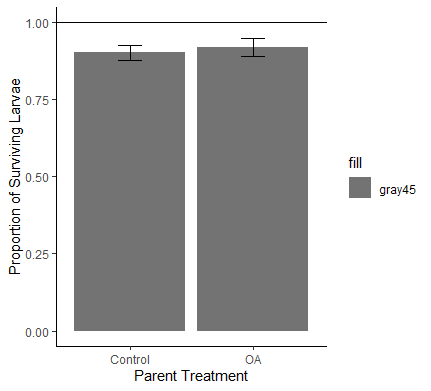 Proportion of Surviving Larvae
1.00
0.75
0.50
0.25
0.00
Control OA
Parent Treatment
fill
gray45